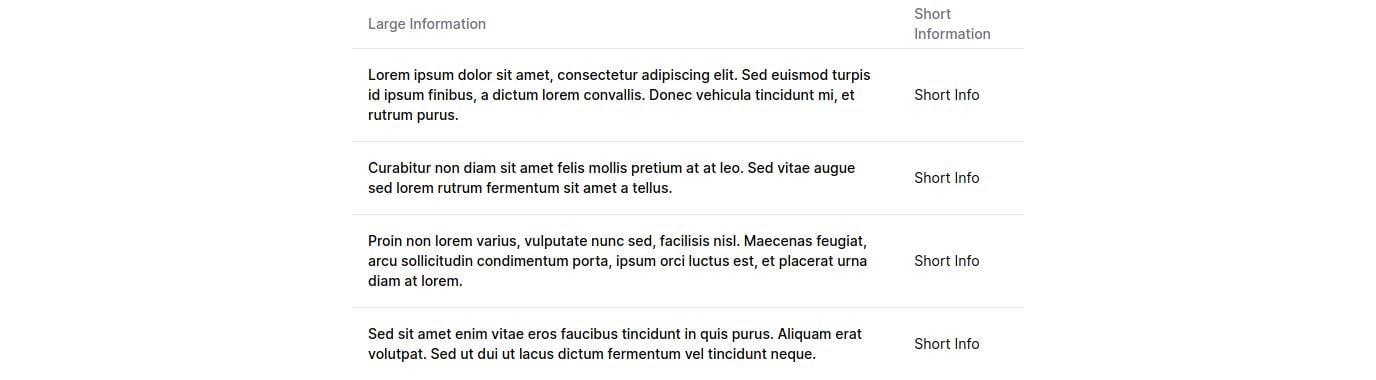 Large Information
Short
Information
Lorem ipsum dolor sit amet, consectetur adipiscing elit. Sed euismod turpis
id ipsum finibus, a dictum lorem convallis. Donec vehicula tincidunt mi, et
rutrum purus.
Short Info
Curabitur non diam sit amet felis mollis pretium at at leo. Sed vitae augue
sed lorem rutrum fermentum sit amet a tellus.
Short Info
Proin non lorem varius, vulputate nunc sed, facilisis nisl. Maecenas feugiat,
arcu sollicitudin condimentum porta, ipsum orci luctus est, et placerat urna
diam at lorem.
Short Info
Sed sit amet enim vitae eros faucibus tincidunt in quis purus. Aliquam erat
volutpat. Sed ut dui ut lacus dictum fermentum vel tincidunt neque.
Short Info